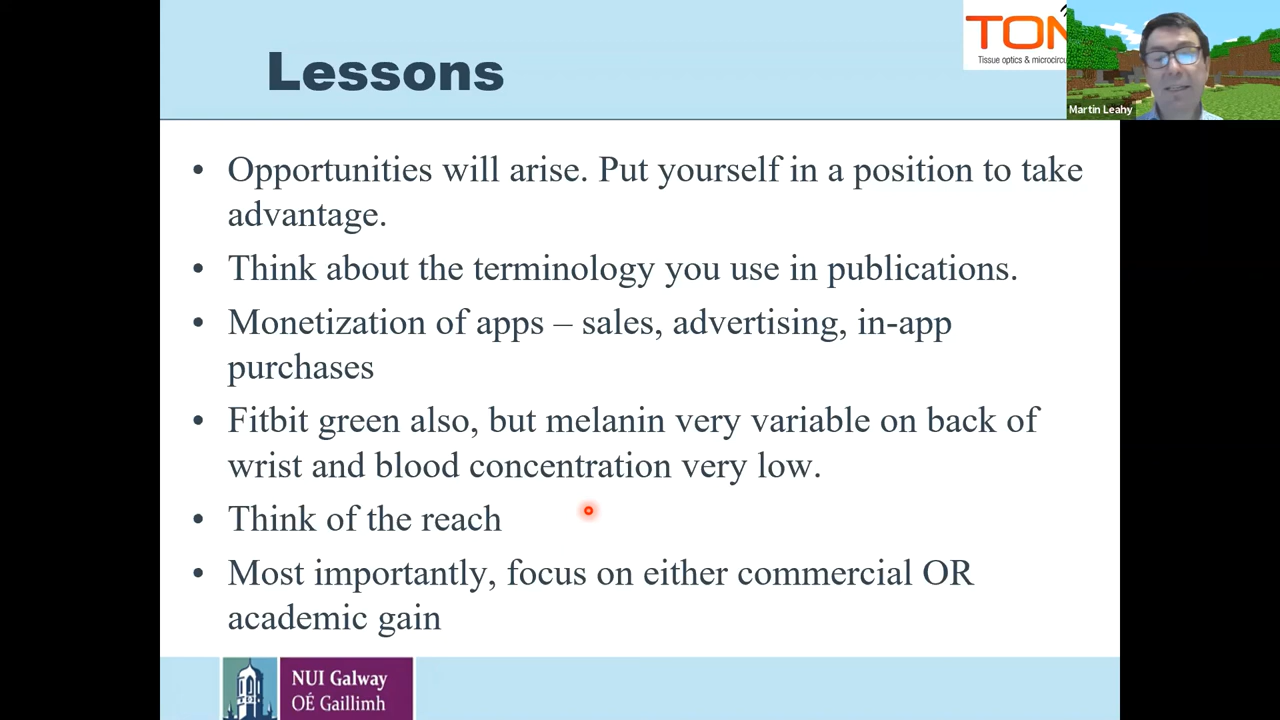 Lessons
TON
Tissue optics & microcircu
Martin Leahy
• Opportunities will arise. Put yourself in a position to take
advantage.
• Think about the terminology you use in publications.
• Monetization of apps – sales, advertising, in-app
purchases
• Fitbit green also, but melanin very variable on back of
wrist and blood concentration very low.
• Think of the reach
• Most importantly, focus on either commercial OR
academic gain
NUI Galway
OÉ Gaillimh